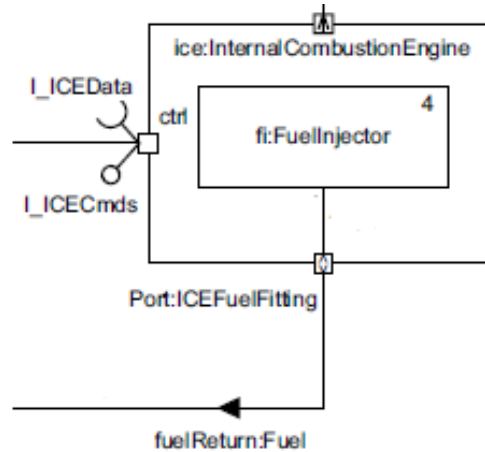 ice:InternalCombustionEngine
I_ICEData
ctrl
4
fi:FuelInjector
I_ICECmds
Port:ICEFuelFitting
fuelReturn:Fuel